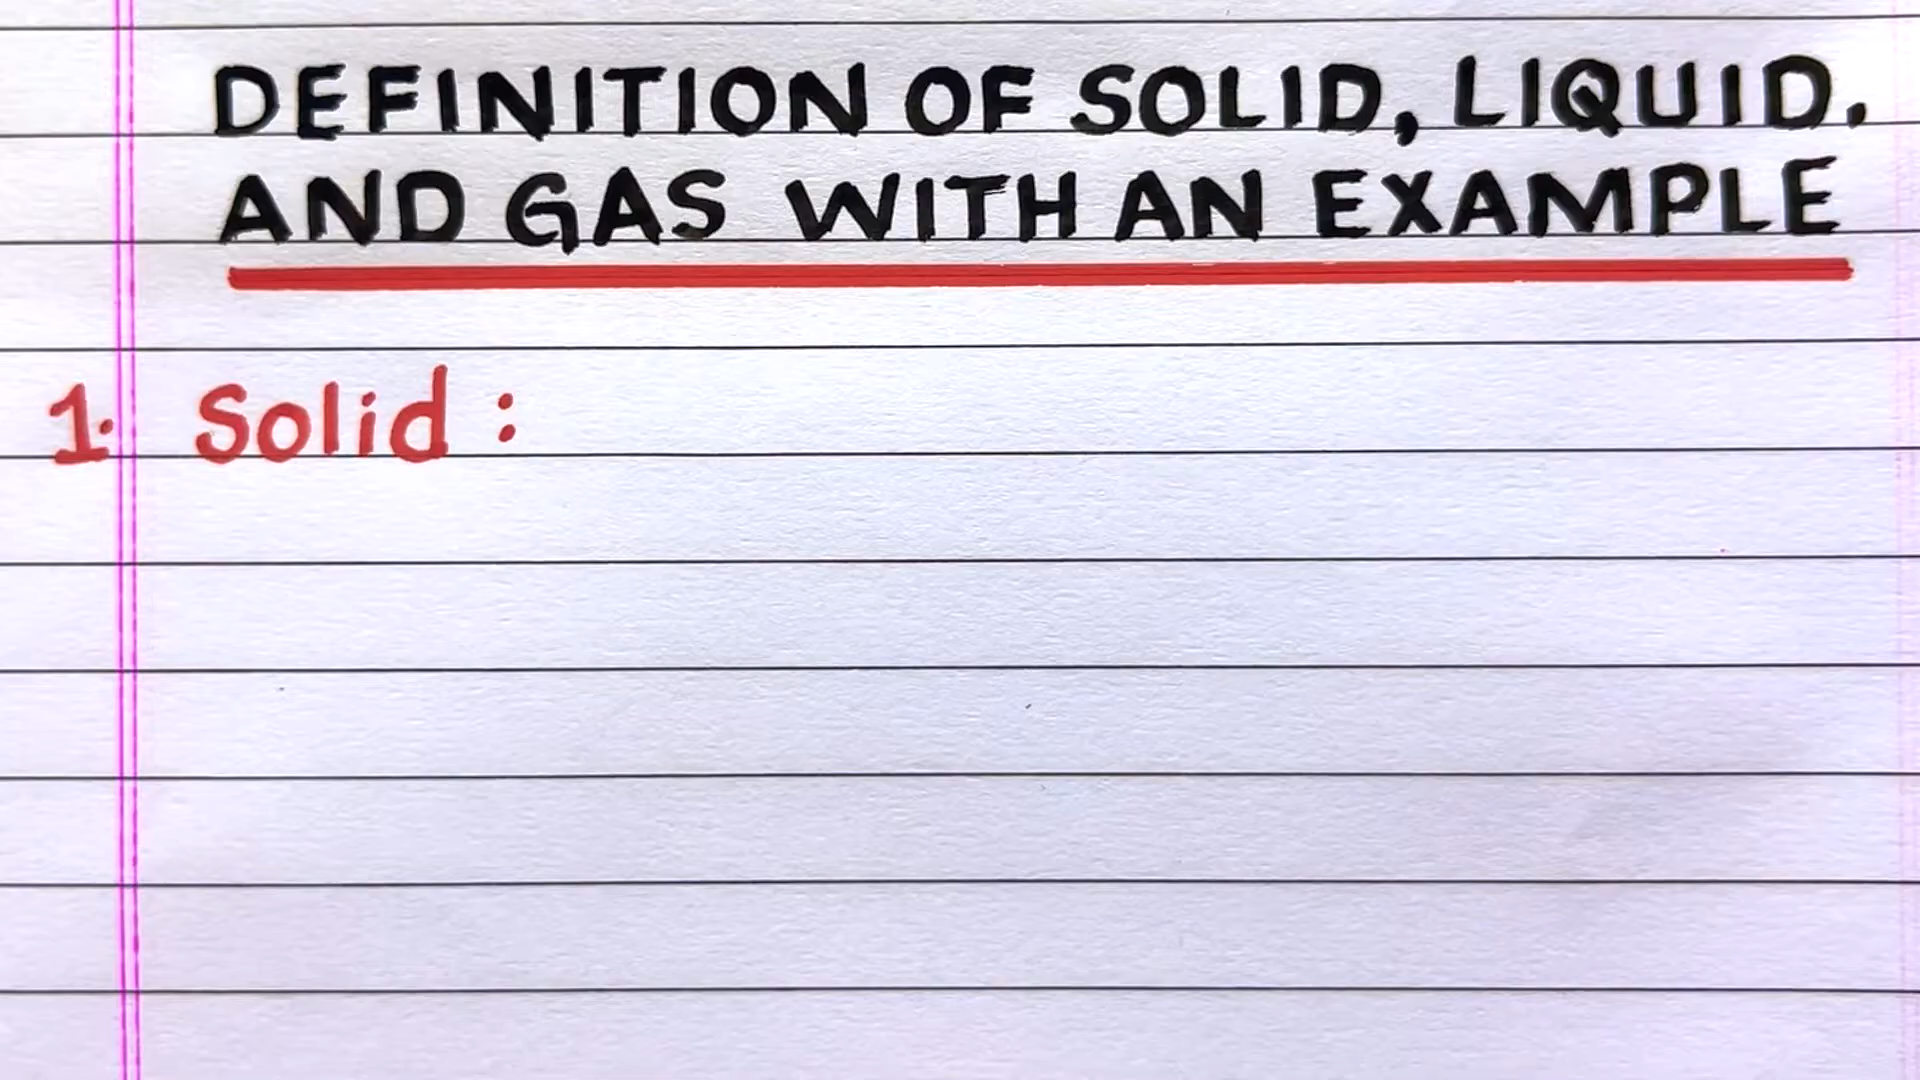 DEFINITION OF SOLID, LIQUID.
AND GAS WITH AN EXAMPLE
1. Solid :